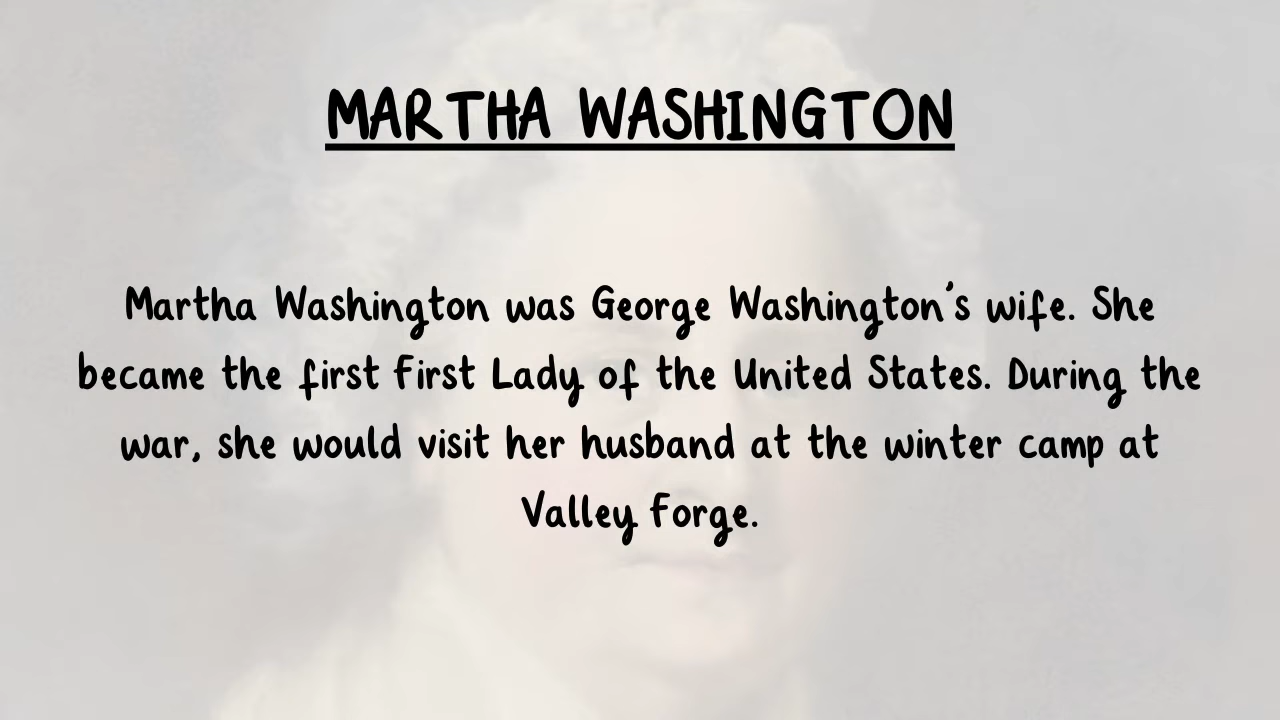 MARTHA WASHINGTON
Martha Washington was George Washington's wife. She
became the first First Lady of the United States. During the
war, she would visit her husband at the winter camp at
Valley Forge.